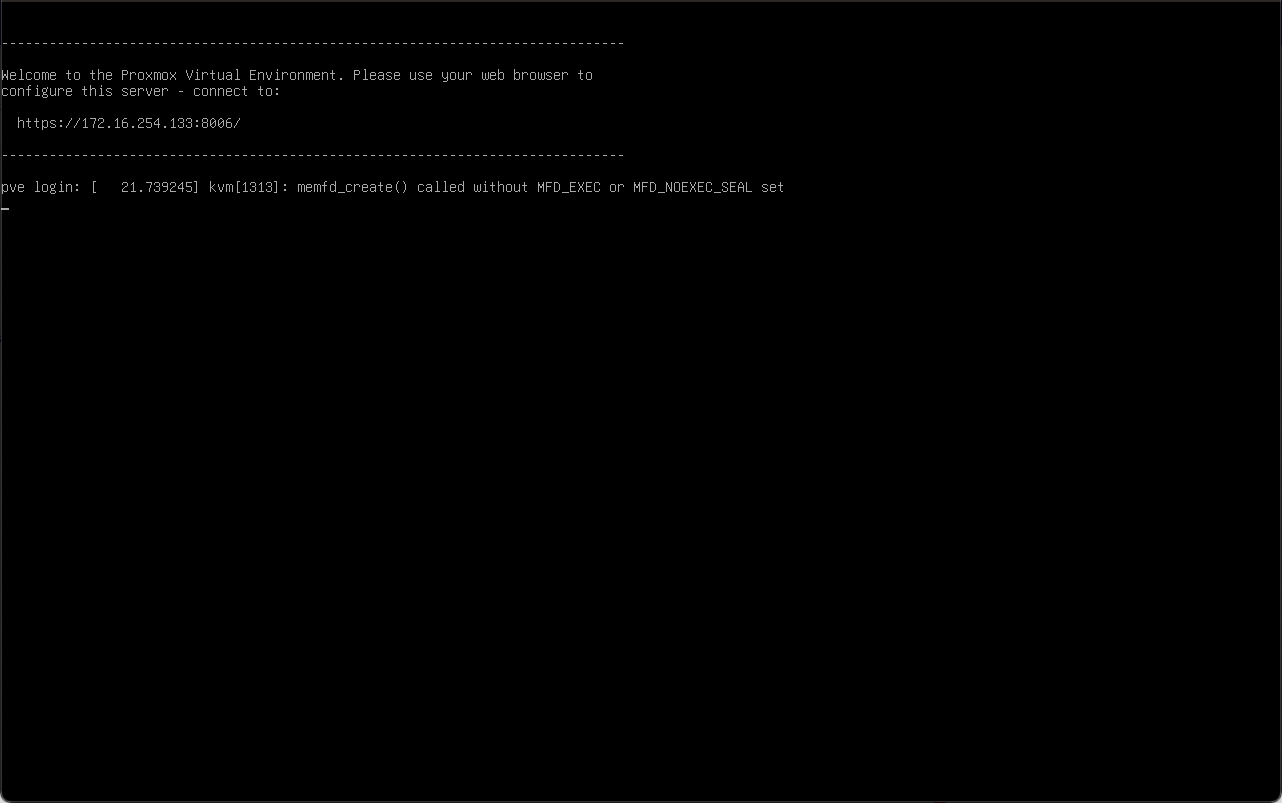 ------------------------------------------------------------------------------
Welcome to the Proxmox Virtual Environment. Please use your web browser to
configure this server - connect to:
https://172.16.254.133:8006/
------------------------------------------------------------------------------
pve login: [   21.739245] kvm[1313]: memfd_create() called without MFD_EXEC or MFD_NOEXEC_SEAL set